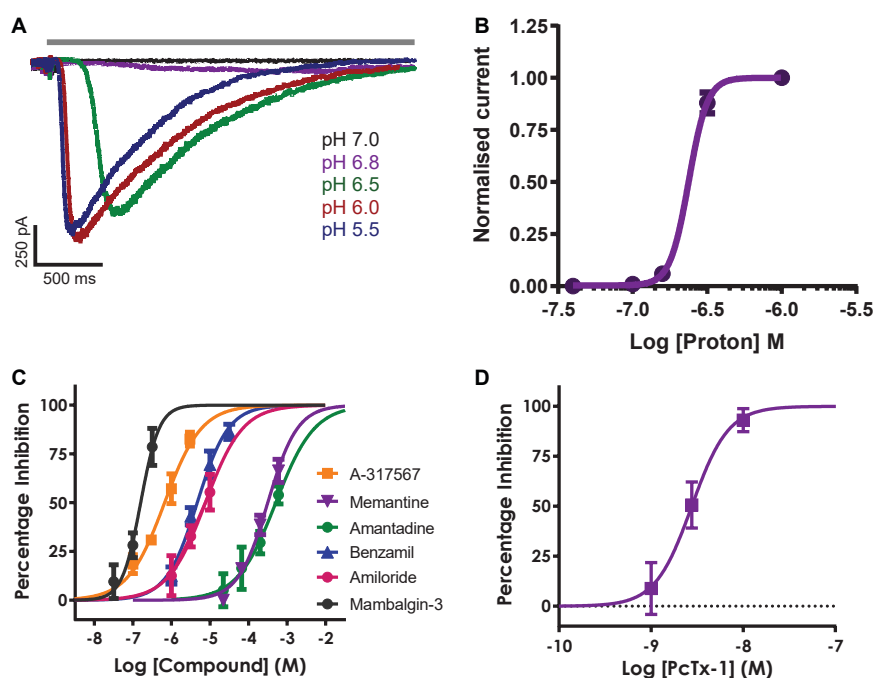 A
pH 7.0
pH 6.8
pH 6.5
pH 6.0
pH 5.5
250 pA
500 ms
B
Normalised current
1.25
1.00
0.75
0.50
0.25
0.00
-7.5 -7.0 -6.5 -6.0 -5.5
Log [Proton] M
C
Percentage Inhibition
100
75
50
25
0
-8 -7 -6 -5 -4 -3 -2
Log [Compound] (M)
A-317567
Memantine
Amantadine
Benzamil
Amiloride
Mambalgin-3
D
Percentage Inhibition
100
75
50
25
0
-10 -9 -8 -7
Log [PcTx-1] (M)